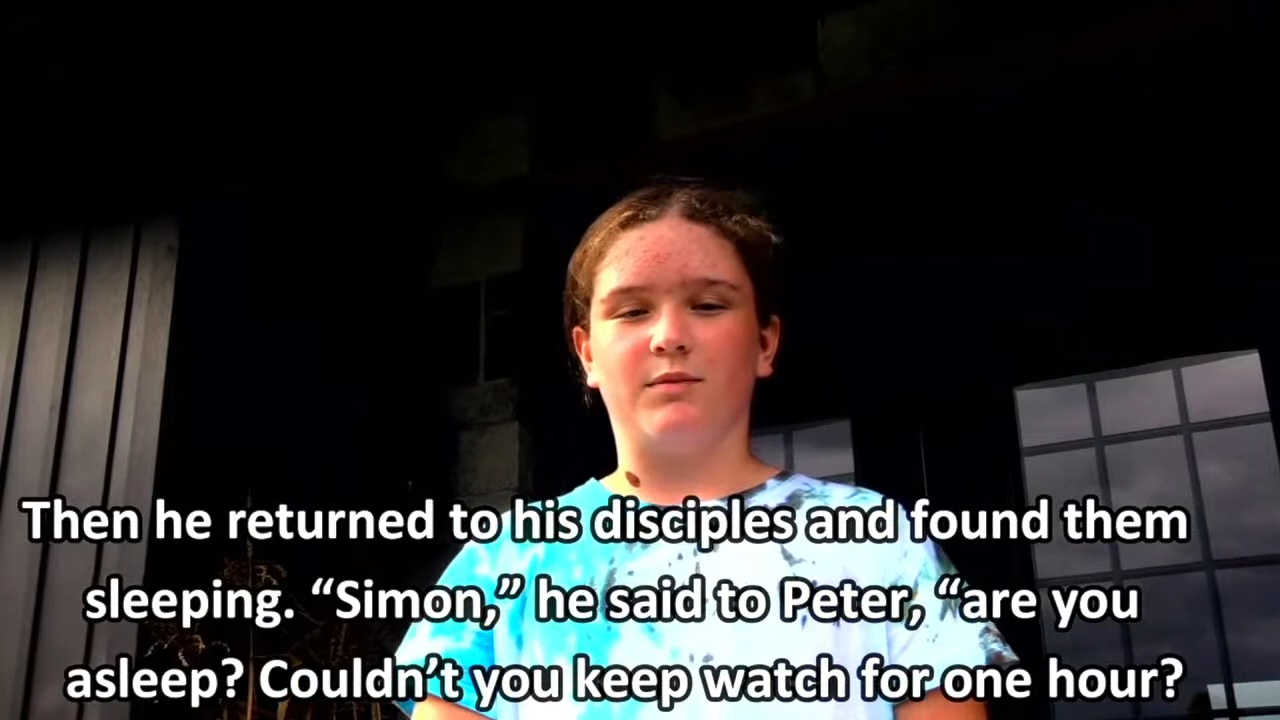 Then he returned to his disciples and found them
sleeping. “Simon,” he said to Peter, “are you
asleep? Couldn’t you keep watch for one hour?